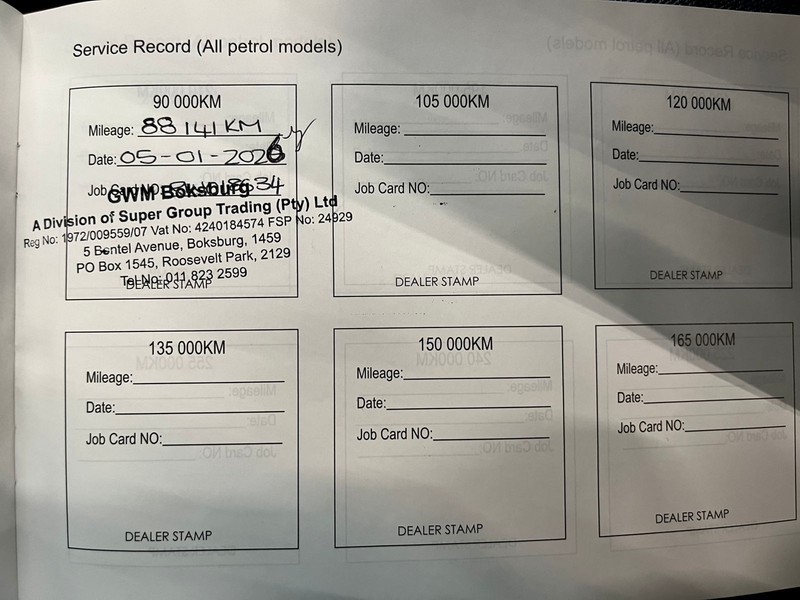 Service Record (All petrol models)
90 000KM
Mileage: 88 141 KM
Date: 05-01-2026
Job Card NO:
GWM Boksburg
A Division of Super Group Trading (Pty) Ltd
Reg No: 1972/009559/07 Vat No: 4240184574 FSP No: 24929
5 Bentel Avenue, Boksburg, 1459
PO Box 1545, Roosevelt Park, 2129
Tel No: 011 823 2599
DEALER STAMP
105 000KM
Mileage:
Date:
Job Card NO:
DEALER STAMP
120 000KM
Mileage:
Date:
Job Card NO:
DEALER STAMP
135 000KM
Mileage:
Date:
Job Card NO:
DEALER STAMP
150 000KM
Mileage:
Date:
Job Card NO:
DEALER STAMP
165 000KM
Mileage:
Date:
Job Card NO:
DEALER STAMP